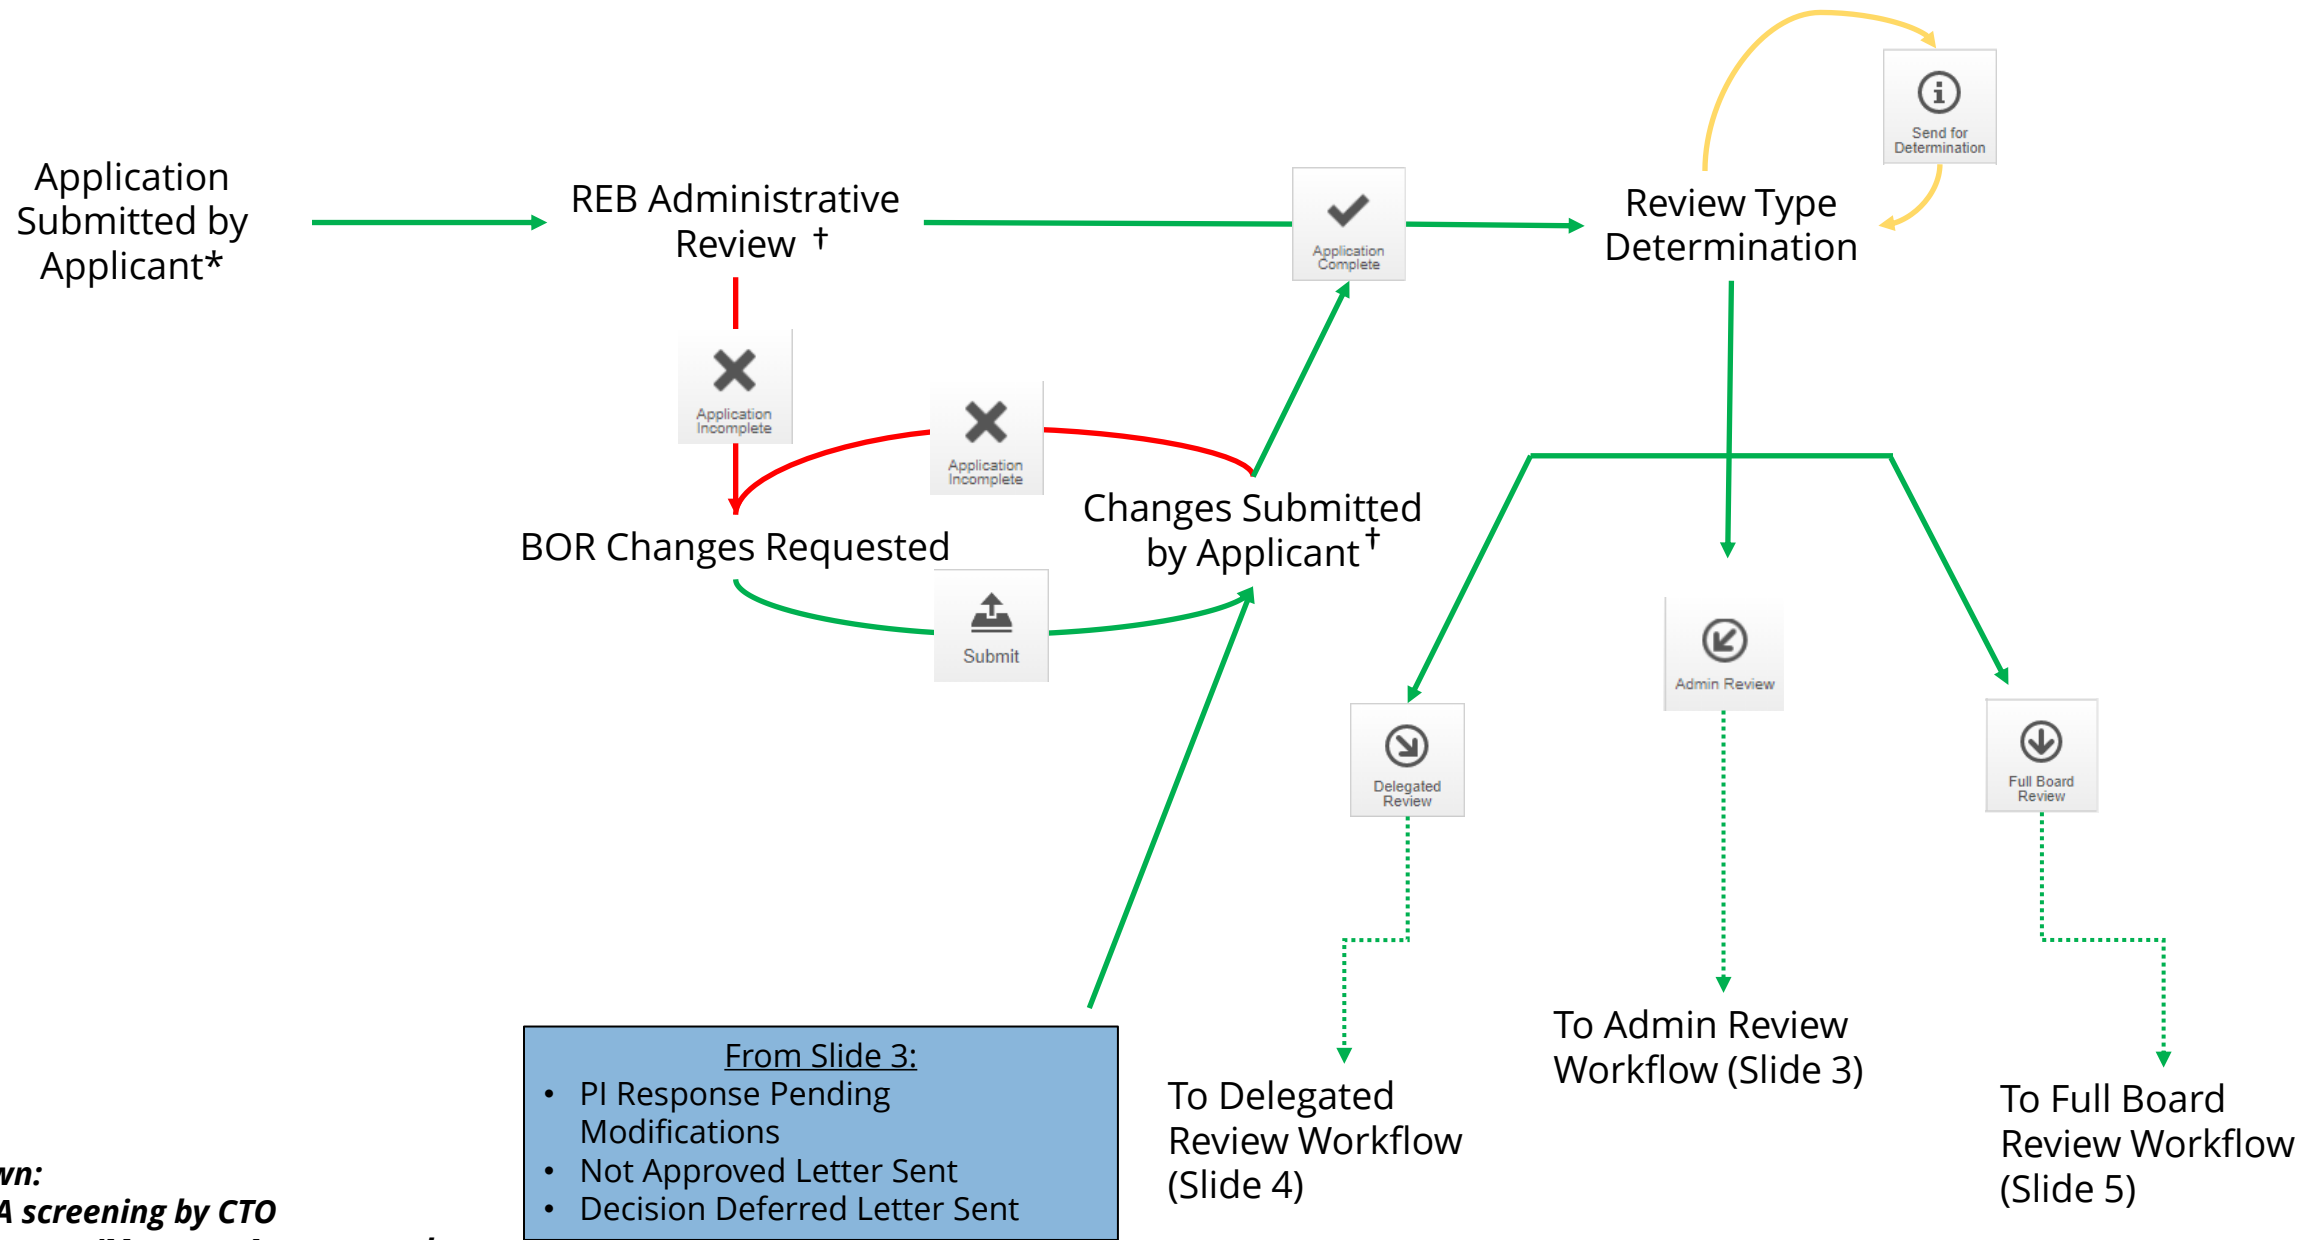 Application
Submitted by
Applicant*
REB Administrative
Review †
Application
Complete
Review Type
Determination
Send for
Determination
Application
Incomplete
Application
Incomplete
BOR Changes Requested
Changes Submitted
by Applicant†
Submit
Delegated
Review
Admin Review
Full Board
Review
From Slide 3:
• PI Response Pending
Modifications
• Not Approved Letter Sent
• Decision Deferred Letter Sent
To Delegated
Review Workflow
(Slide 4)
To Admin Review
Workflow (Slide 3)
To Full Board
Review Workflow
(Slide 5)
wn:
A screening by CTO